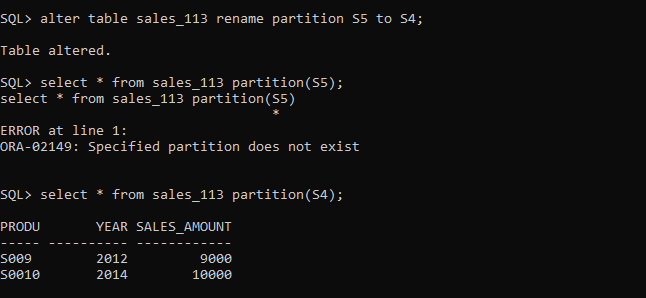 SQL> alter table sales_113 rename partition S5 to S4;
Table altered.
SQL> select * from sales_113 partition(S5);
select * from sales_113 partition(S5)
*
ERROR at line 1:
ORA-02149: Specified partition does not exist
SQL> select * from sales_113 partition(S4);
PRODU       YEAR SALES_AMOUNT
----- ---------- ------------
S009        2012         9000
S0010       2014        10000